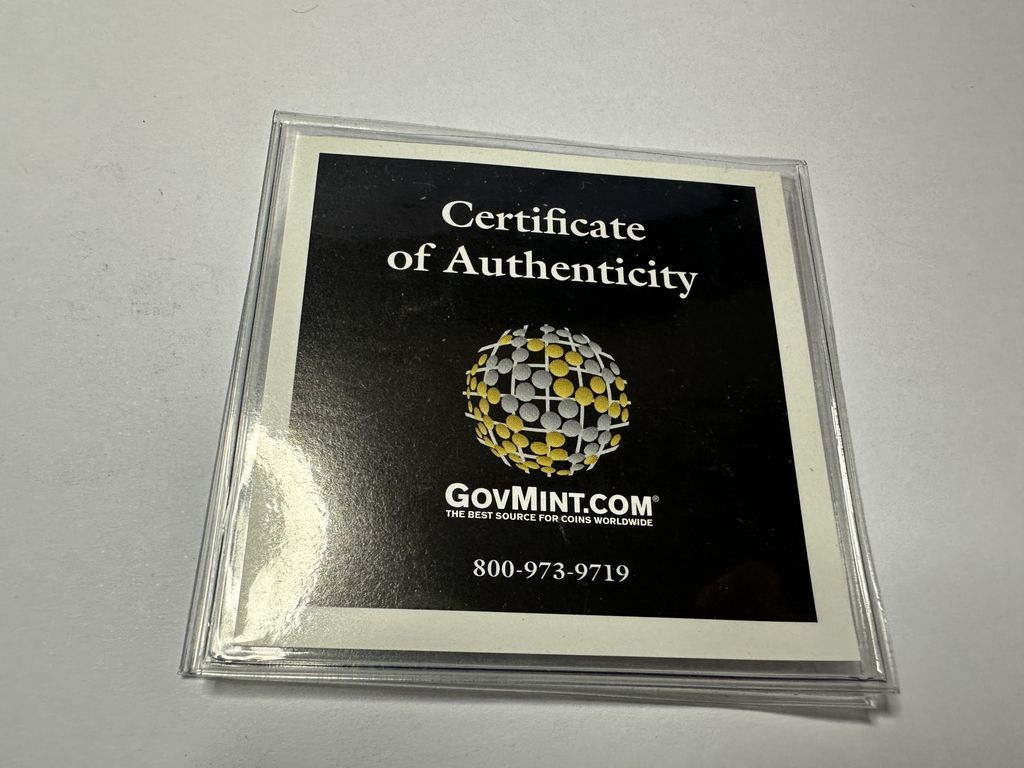 Certificate
of Authenticity
GOVMINT.COM®
THE BEST SOURCE FOR COINS WORLDWIDE
800-973-9719